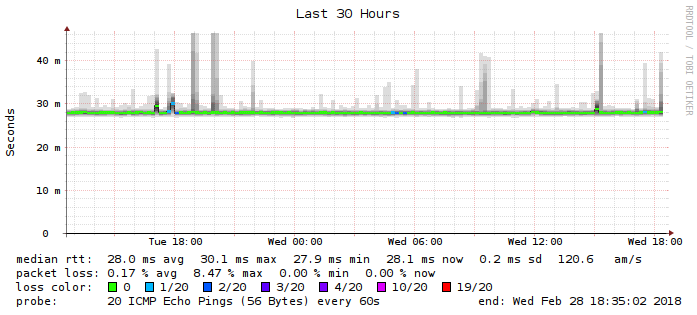 Last 30 Hours
RRDTOOL / TOBI OETIKER
Seconds
40 m
30 m
20 m
10 m
0
Tue 18:00 Wed 00:00 Wed 06:00 Wed 12:00 Wed 18:00
median rtt: 28.0 ms avg 30.1 ms max 27.9 ms min 28.1 ms now 0.2 ms sd 120.6 am/s
packet loss: 0.17 % avg 8.47 % max 0.00 % min 0.00 % now
loss color: 0 1/20 2/20 3/20 4/20 10/20 19/20
probe: 20 ICMP Echo Pings (56 Bytes) every 60s end: Wed Feb 28 18:35:02 2018